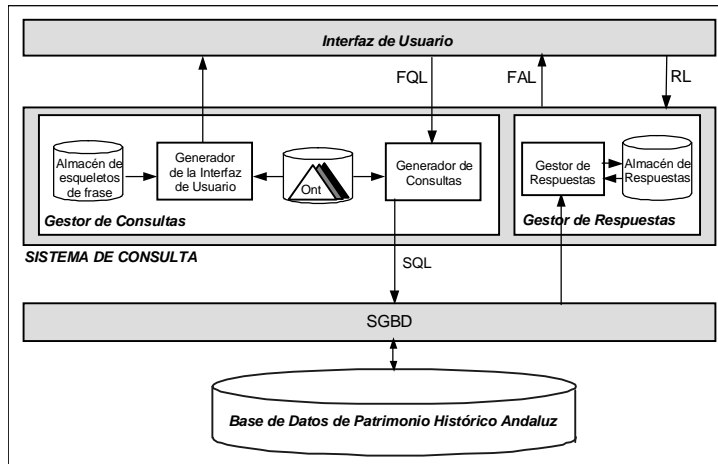 Interfaz de Usuario
FQL
FAL
RL
Almacén de
esqueletos
de frase
Generador
de la Interfaz
de Usuario
Ont
Generador de
Consultas
Gestor de Consultas
Gestor de
Respuestas
Almacén de
Respuestas
Gestor de Respuestas
SISTEMA DE CONSULTA
SQL
SGBD
Base de Datos de Patrimonio Histórico Andaluz